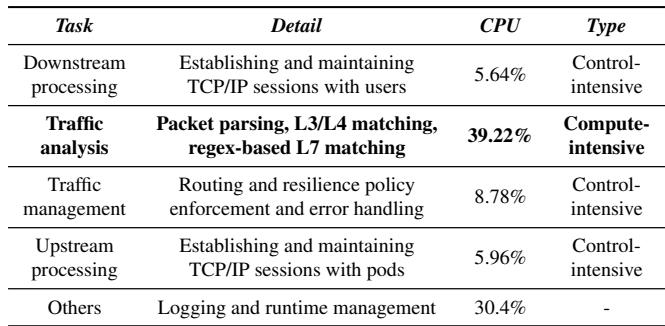 Task Detail CPU Type
Downstream processing Establishing and maintaining TCP/IP sessions with users 5.64% Control-intensive
Traffic analysis Packet parsing, L3/L4 matching, regex-based L7 matching 39.22% Compute-intensive
Traffic management Routing and resilience policy enforcement and error handling 8.78% Control-intensive
Upstream processing Establishing and maintaining TCP/IP sessions with pods 5.96% Control-intensive
Others Logging and runtime management 30.4% -